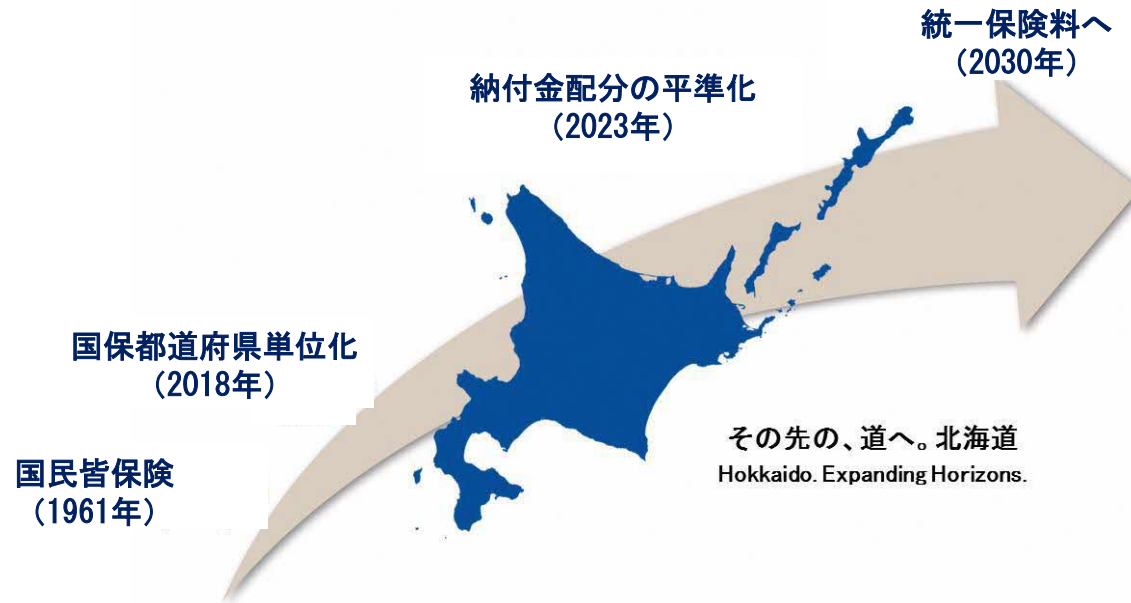 統一保険料へ
（2030年）
納付金配分の平準化
（2023年）
国保都道府県単位化
（2018年）
国民皆保険
（1961年）
その先の、道へ。北海道
Hokkaido. Expanding Horizons.